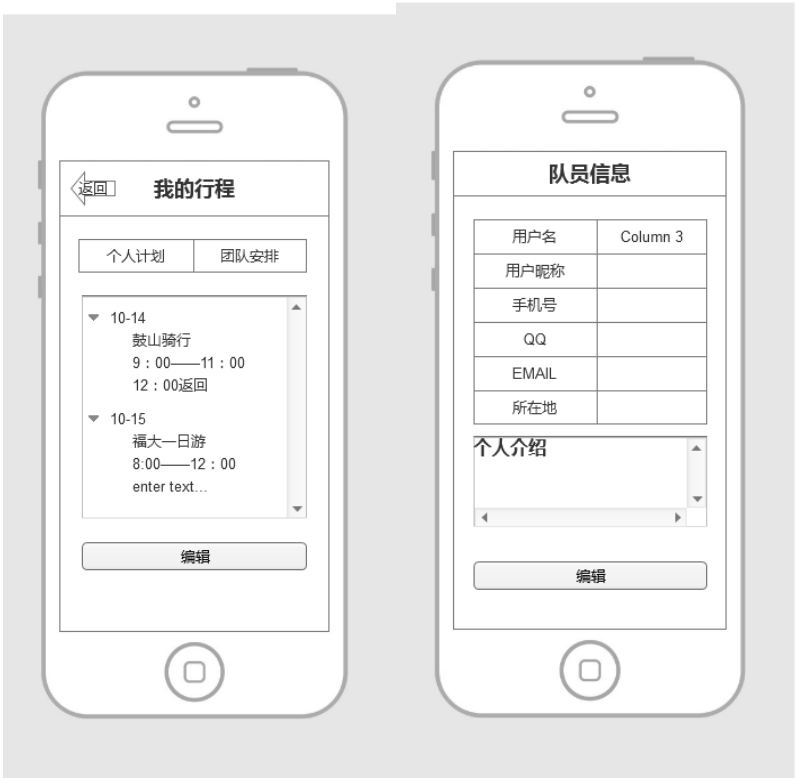 返回
我的行程
个人计划 团队安排
10-14
鼓山骑行
9：00——11：00
12：00返回
10-15
福大一日游
8:00——12：00
enter text...
编辑
队员信息
用户名 Column 3
用户昵称
手机号
QQ
EMAIL
所在地
个人介绍
编辑